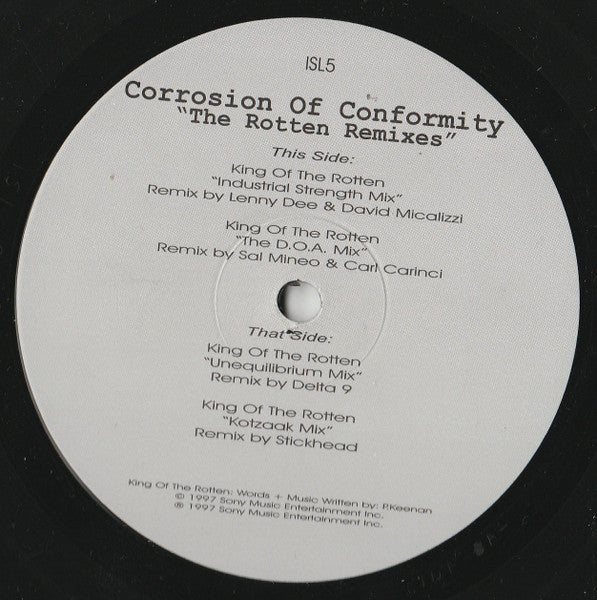 ISL5
Corrosion Of Conformity
"The Rotten Remixes"
This Side:
King Of The Rotten
"Industrial Strength Mix"
Remix by Lenny Dee & David Micalizzi
King Of The Rotten
"The D.O.A. Mix"
Remix by Sal Mineo & Carl Carinci
That Side:
King Of The Rotten
"Unequilibrium Mix"
Remix by Delta 9
King Of The Rotten
"Kotzaak Mix"
Remix by Stickhead
King Of The Rotten: Words + Music Written by: P.Keenan
© 1997 Sony Music Entertainment Inc.
® 1997 Sony Music Entertainment Inc.